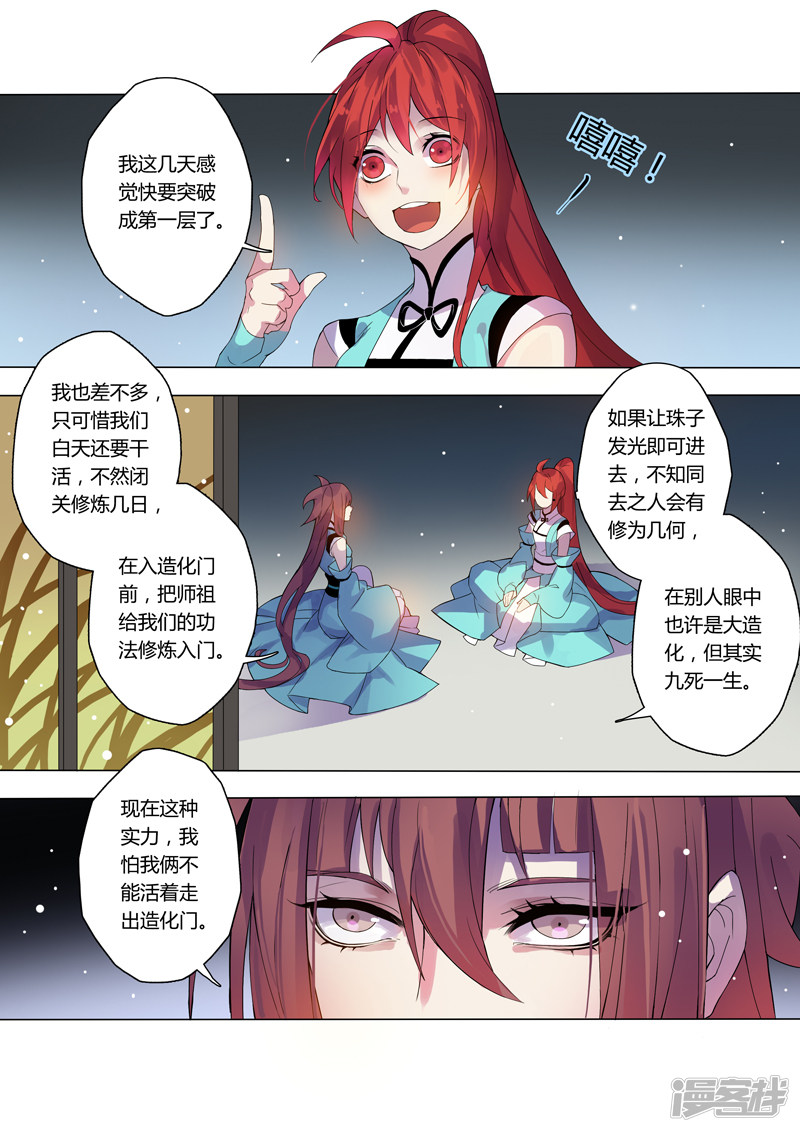 我这几天感
觉快要突破
成第一层了。
嘻嘻！
我也差不多，
只可惜我们
白天还要干
活，不然闭
关修炼几日，
在入造化门
前，把师祖
给我们的功
法修炼入门。
如果让珠子
发光即可进
去，不知同
去之人会有
修为几何，
在别人眼中
也许是大造
化，但其实
九死一生。
现在这种
实力，我
怕我俩不
能活着走
出造化门。
漫客栈